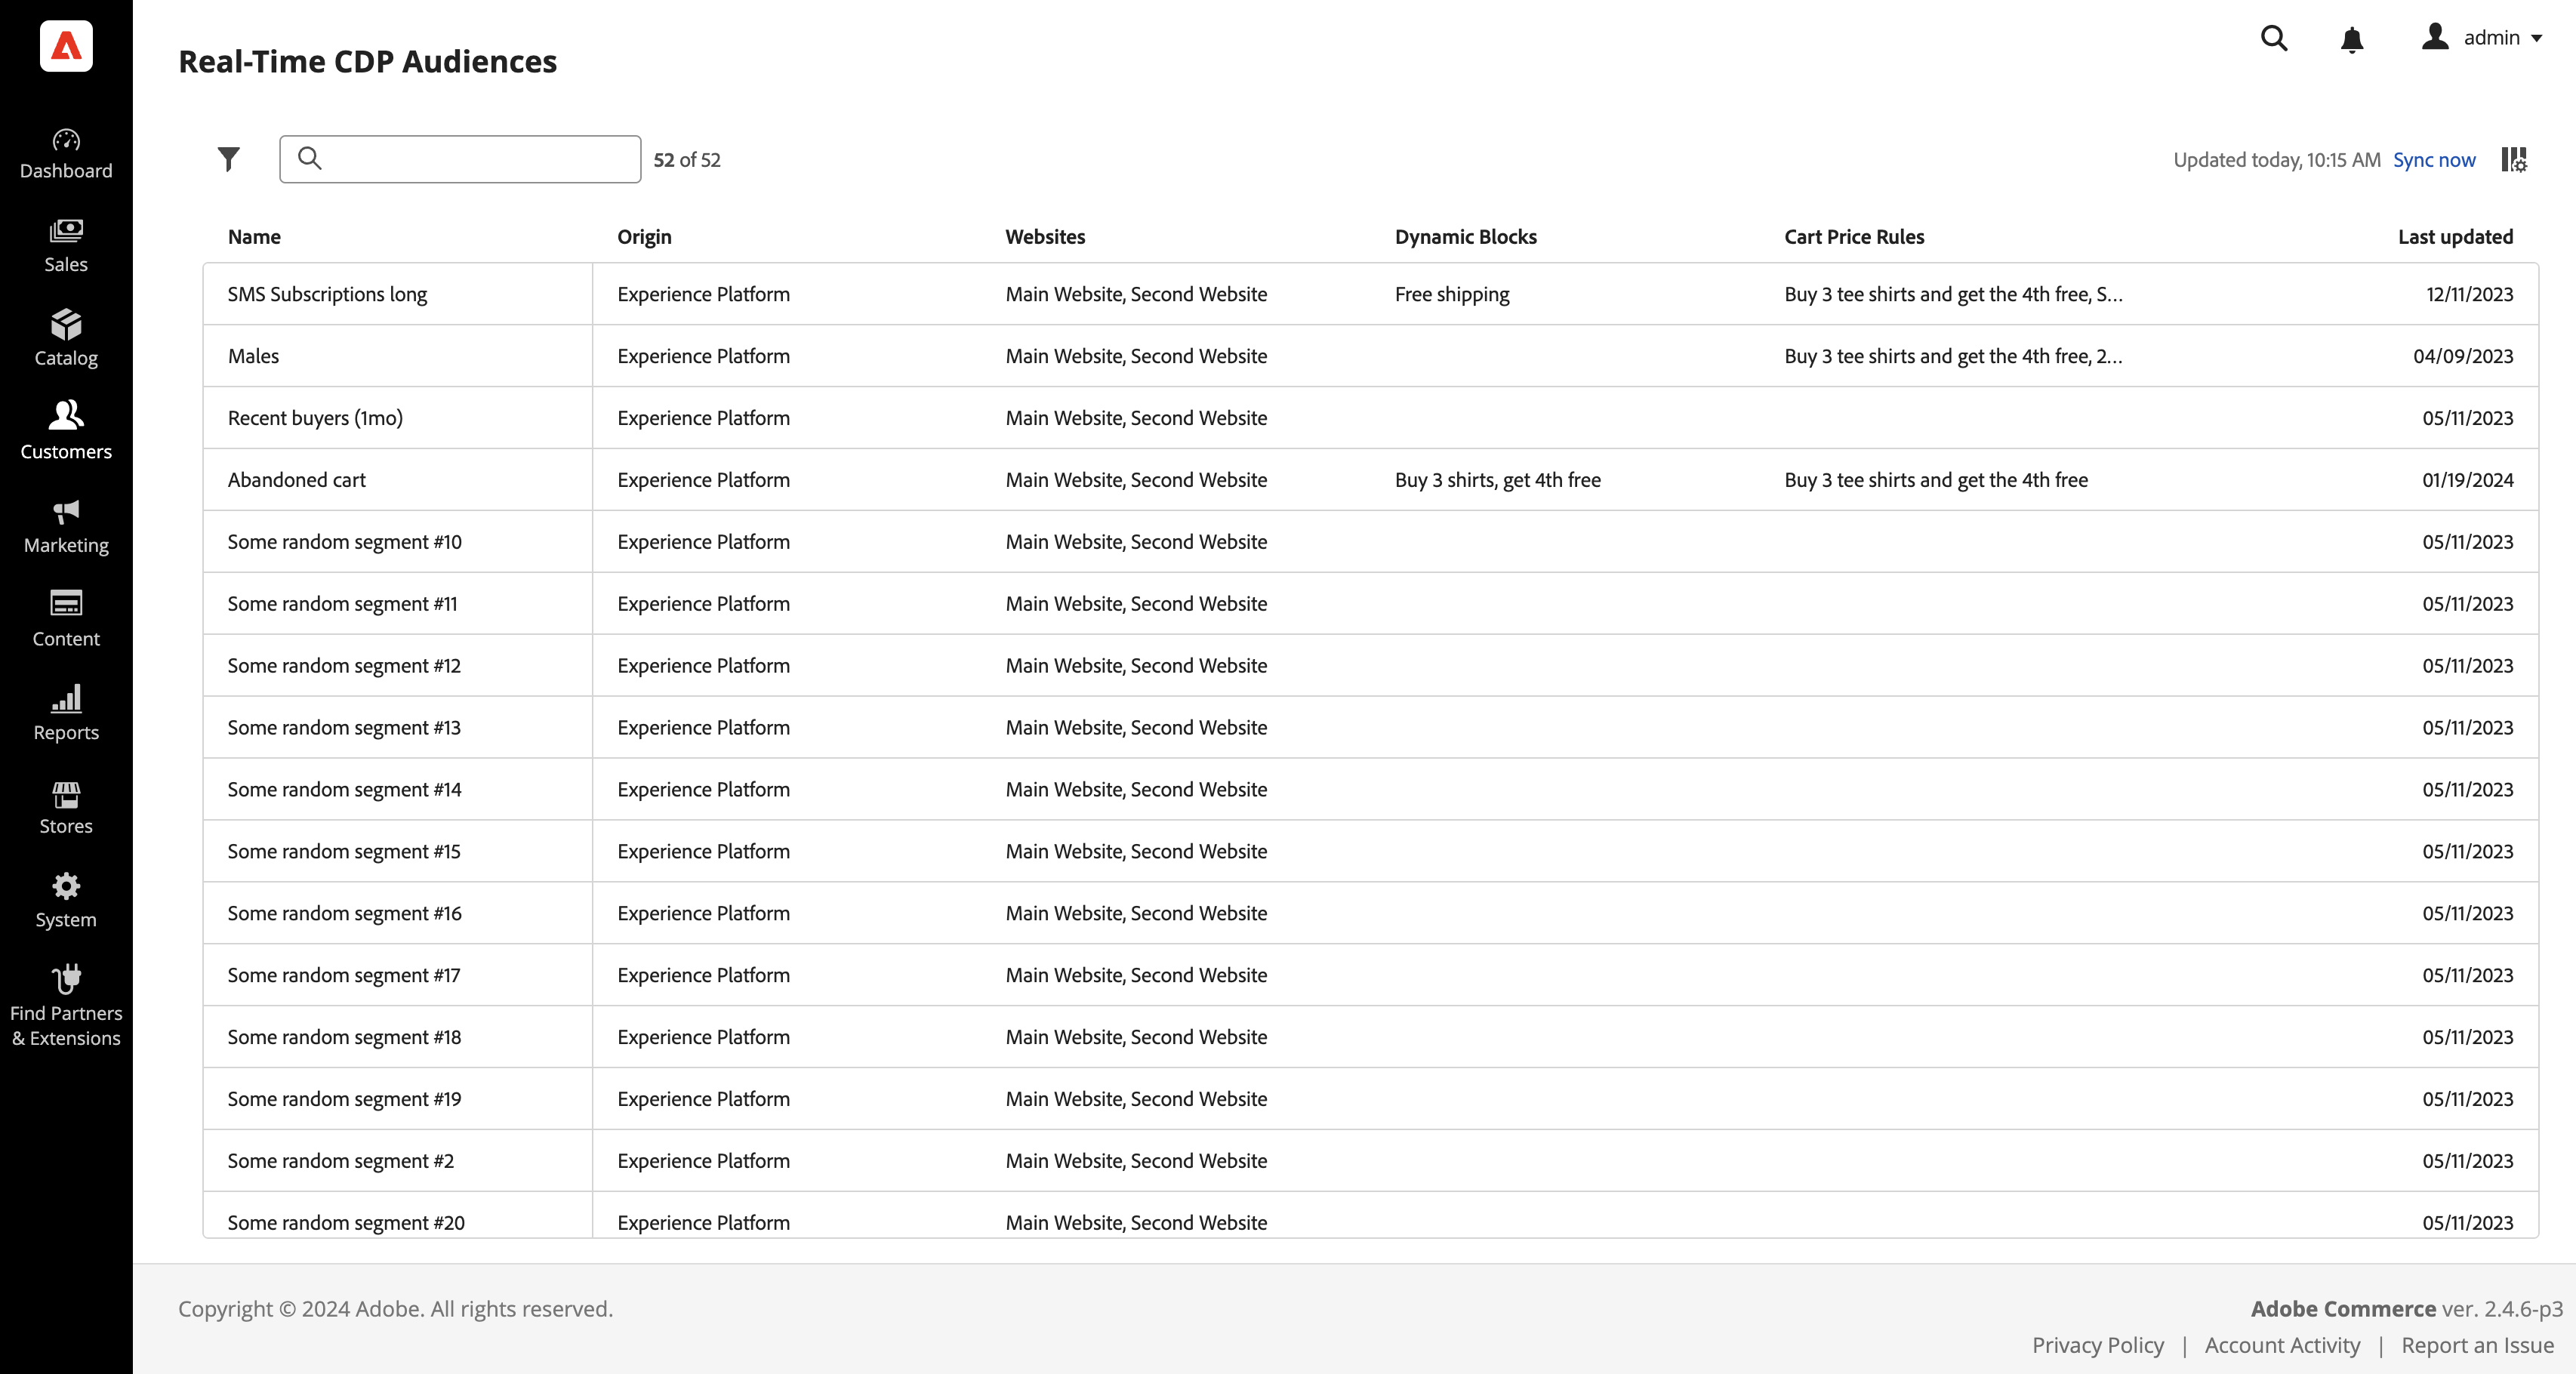 Real-Time CDP Audiences
admin
Dashboard
Sales
Catalog
Customers
Marketing
Content
Reports
Stores
System
Find Partners
& Extensions
52 of 52
Updated today, 10:15 AM Sync now
Name Origin Websites Dynamic Blocks Cart Price Rules Last updated
SMS Subscriptions long Experience Platform Main Website, Second Website Free shipping Buy 3 tee shirts and get the 4th free, S... 12/11/2023
Males Experience Platform Main Website, Second Website Buy 3 tee shirts and get the 4th free, 2... 04/09/2023
Recent buyers (1mo) Experience Platform Main Website, Second Website 05/11/2023
Abandoned cart Experience Platform Main Website, Second Website Buy 3 shirts, get 4th free Buy 3 tee shirts and get the 4th free 01/19/2024
Some random segment #10 Experience Platform Main Website, Second Website 05/11/2023
Some random segment #11 Experience Platform Main Website, Second Website 05/11/2023
Some random segment #12 Experience Platform Main Website, Second Website 05/11/2023
Some random segment #13 Experience Platform Main Website, Second Website 05/11/2023
Some random segment #14 Experience Platform Main Website, Second Website 05/11/2023
Some random segment #15 Experience Platform Main Website, Second Website 05/11/2023
Some random segment #16 Experience Platform Main Website, Second Website 05/11/2023
Some random segment #17 Experience Platform Main Website, Second Website 05/11/2023
Some random segment #18 Experience Platform Main Website, Second Website 05/11/2023
Some random segment #19 Experience Platform Main Website, Second Website 05/11/2023
Some random segment #2 Experience Platform Main Website, Second Website 05/11/2023
Some random segment #20 Experience Platform Main Website, Second Website 05/11/2023
Copyright © 2024 Adobe. All rights reserved.
Adobe Commerce ver. 2.4.6-p3
Privacy Policy | Account Activity | Report an Issue